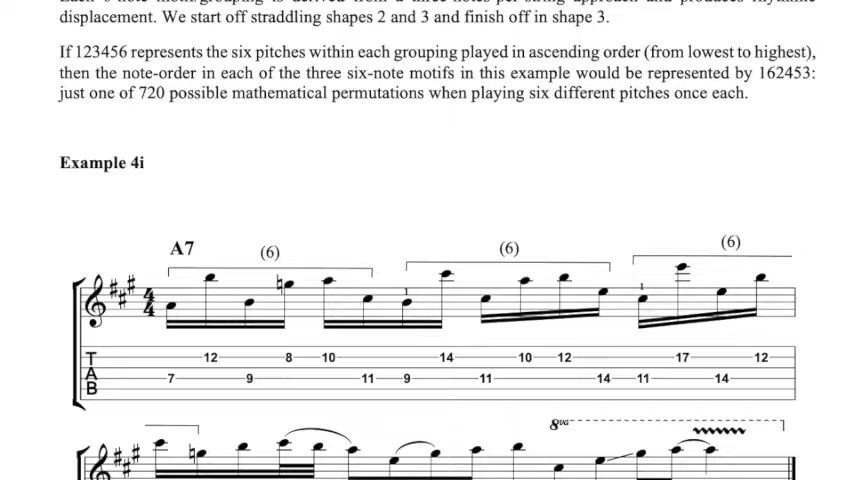 Each 6-note motif/grouping is derived from a three-notes-per-string approach and produces rhythmic
displacement. We start off straddling shapes 2 and 3 and finish off in shape 3.
If 123456 represents the six pitches within each grouping played in ascending order (from lowest to highest),
then the note-order in each of the three six-note motifs in this example would be represented by 162453:
just one of 720 possible mathematical permutations when playing six different pitches once each.
Example 4i
A7 (6) (6) (6)
4 4 1 1
T 12 8 10 14 10 12 17 12
A 7 9 11 9 11 14 11 14
B
8va